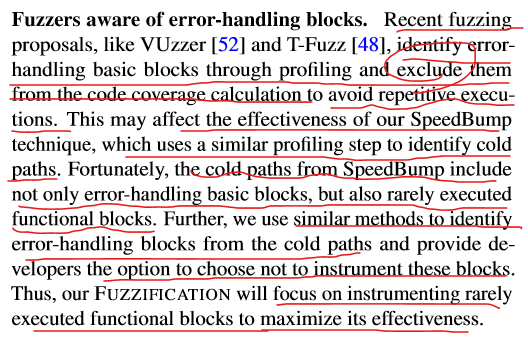 Fuzzers aware of error-handling blocks. Recent fuzzing
proposals, like VUzzer [52] and T-Fuzz [48], identify error-
handling basic blocks through profiling and exclude them
from the code coverage calculation to avoid repetitive execu-
tions. This may affect the effectiveness of our SpeedBump
technique, which uses a similar profiling step to identify cold
paths. Fortunately, the cold paths from SpeedBump include
not only error-handling basic blocks, but also rarely executed
functional blocks. Further, we use similar methods to identify
error-handling blocks from the cold paths and provide de-
velopers the option to choose not to instrument these blocks.
Thus, our FUZZIFICATION will focus on instrumenting rarely
executed functional blocks to maximize its effectiveness.